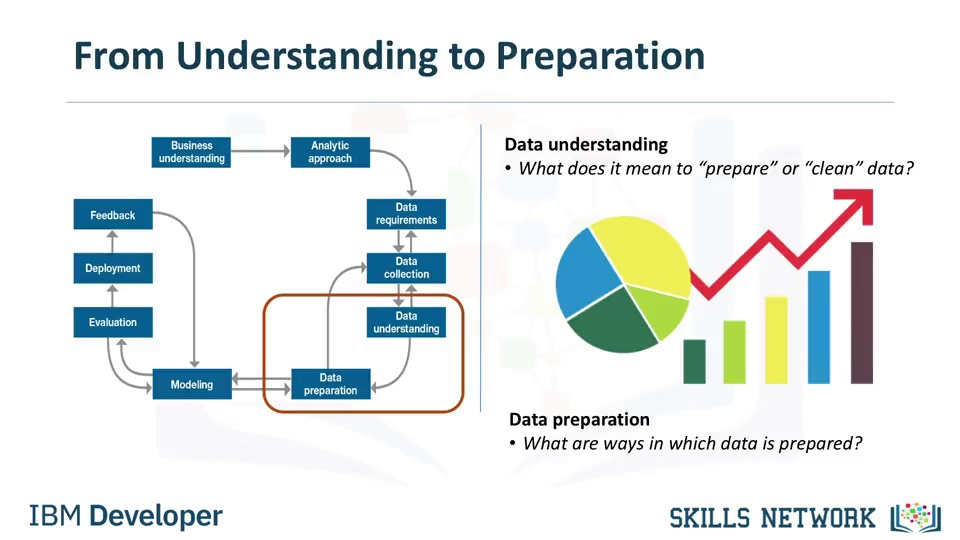 From Understanding to Preparation
Business
understanding
Analytic
approach
Feedback
Data
requirements
Deployment
Data
collection
Evaluation
Data
understanding
Modeling
Data
preparation
Data understanding
• What does it mean to “prepare” or “clean” data?
Data preparation
• What are ways in which data is prepared?
IBM Developer
SKILLS NETWORK